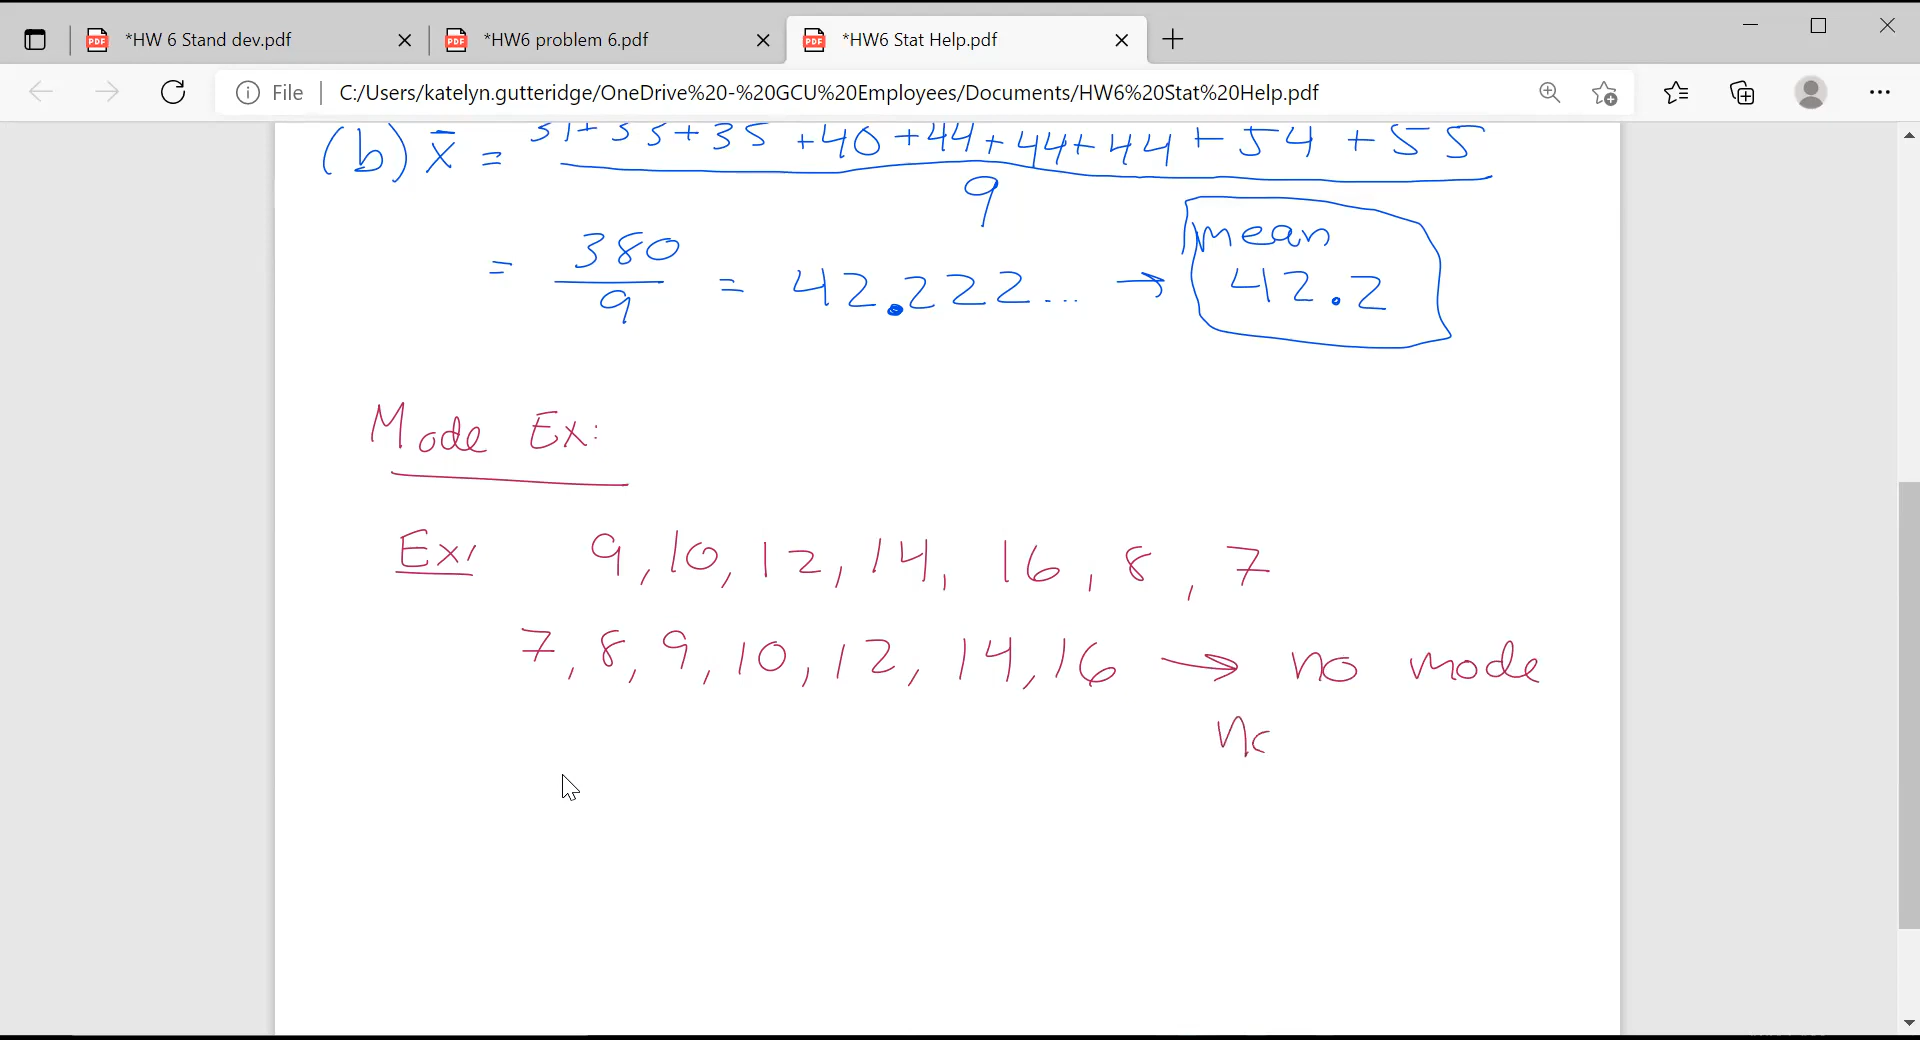 *HW 6 Stand dev.pdf
*HW6 problem 6.pdf
*HW6 Stat Help.pdf
File
C:/Users/katelyn.gutteridge/OneDrive%20-%20GCU%20Employees/Documents/HW6%20Stat%20Help.pdf
(b) x̄ = 31+33+35+40+44+44+44+54+55
9
= 380 = 42.222... → mean
9 42.2
Mode Ex:
Ex: 9, 10, 12, 14, 16, 8, 7
7, 8, 9, 10, 12, 14, 16 → no mode